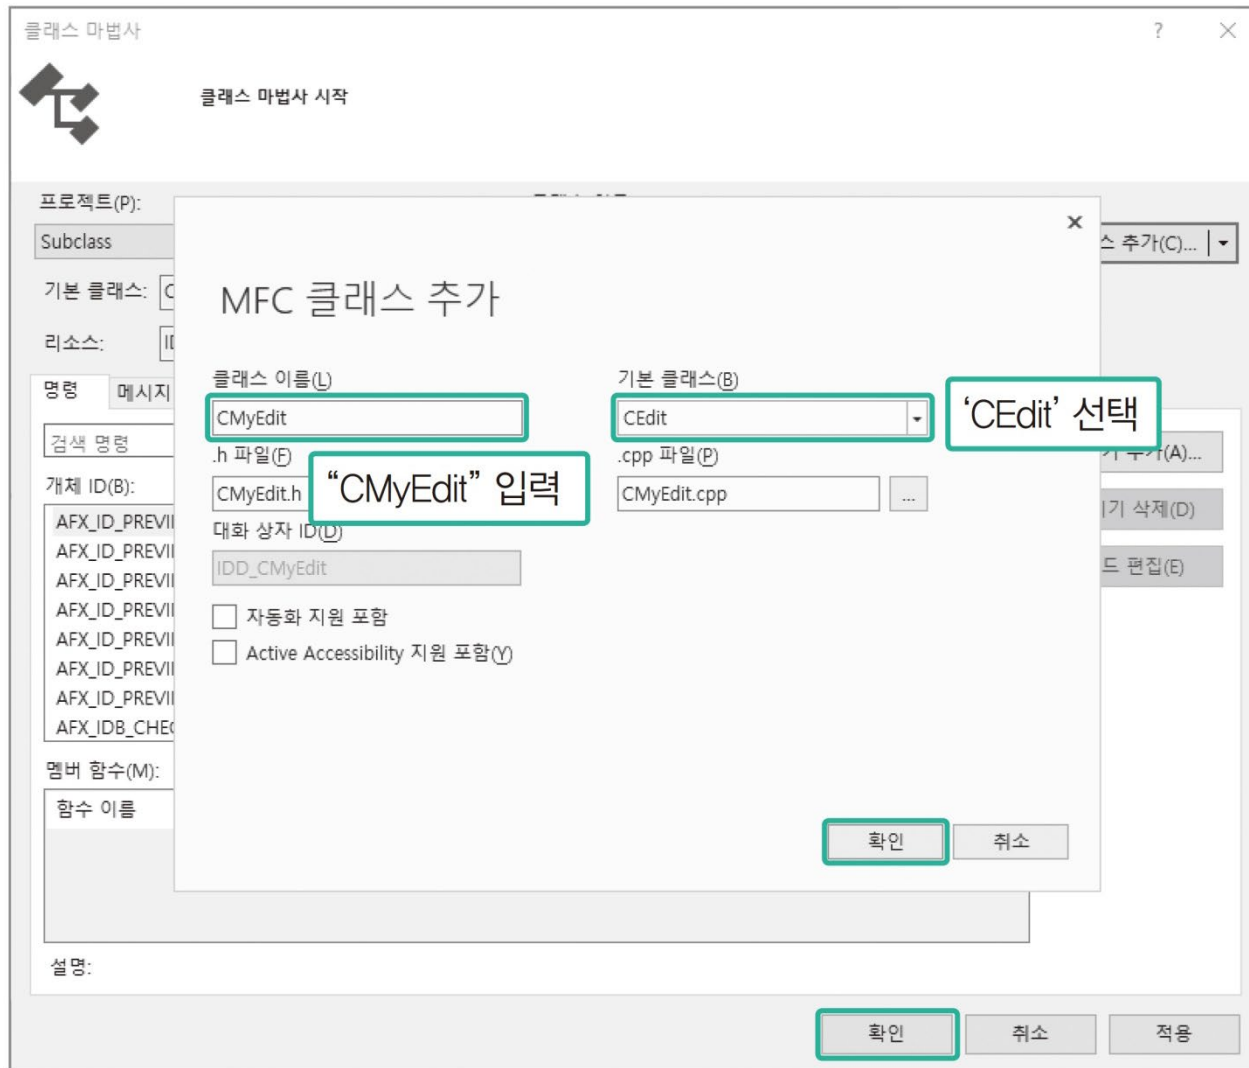 클래스 마법사
?
클래스 마법사 시작
프로젝트(P):
Subclass
스 추가(C)...
기본 클래스:
리소스:
명령
메시지
검색 명령
개체 ID(B):
AFX_ID_PREVI
AFX_ID_PREVI
AFX_ID_PREVI
AFX_ID_PREVI
AFX_ID_PREVI
AFX_ID_PREVI
AFX_ID_PREVI
AFX_IDB_CHE
멤버 함수(M):
함수 이름
기 삭제(D)
드 편집(E)
MFC 클래스 추가
클래스 이름(L)
기본 클래스(B)
CMyEdit
CEdit
‘CEdit’ 선택
.h 파일(F)
.cpp 파일(P)
CMyEdit.h
“CMyEdit” 입력
CMyEdit.cpp
...
대화 상자 ID(D)
IDD_CMyEdit
자동화 지원 포함
Active Accessibility 지원 포함(Y)
확인
취소
설명:
확인
취소
적용